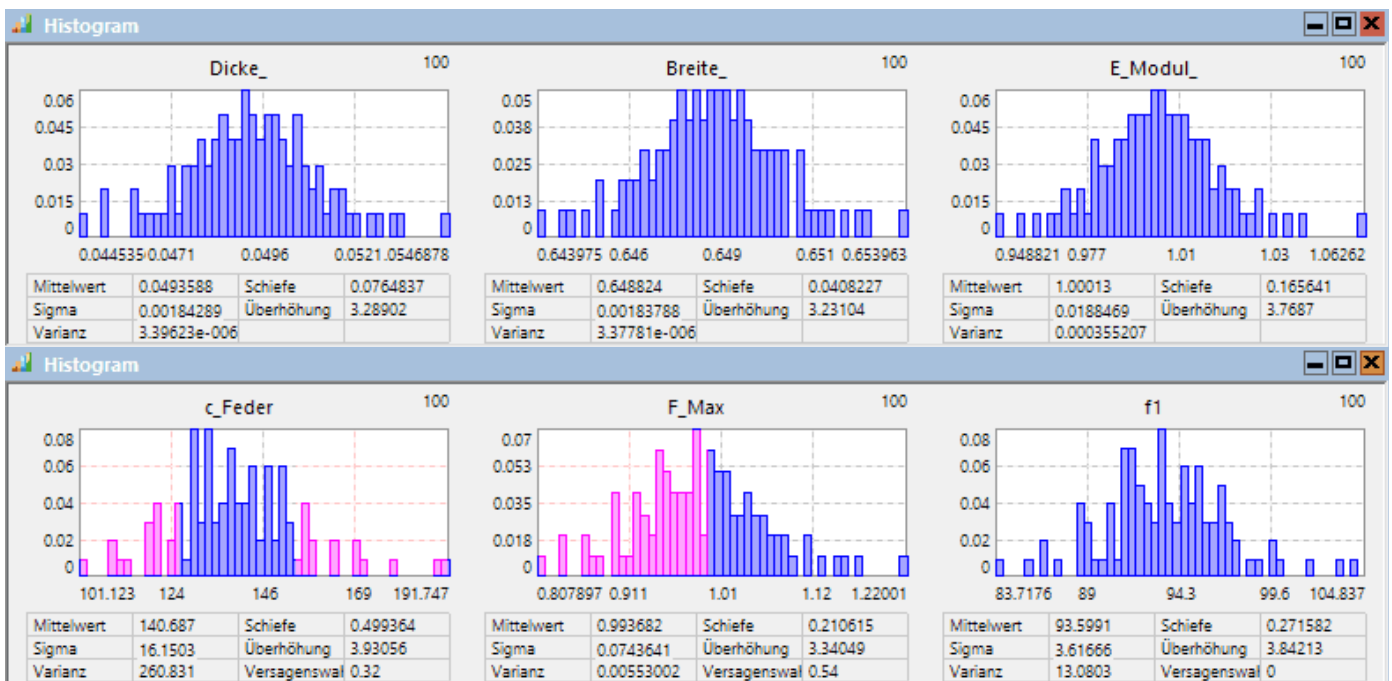 Histogram
Dicke_ 100 Breite_ 100 E_Modul_ 100
0.06 0.05 0.06
0.045 0.038 0.045
0.03 0.025 0.03
0.015 0.013 0.015
0 0 0
0.044535 0.0471 0.0496 0.0521 0.0546878 0.643975 0.646 0.649 0.651 0.653963 0.948821 0.977 1.01 1.03 1.06262
Mittelwert 0.0493588 Schiefe 0.0764837 Mittelwert 0.648824 Schiefe 0.0408227 Mittelwert 1.00013 Schiefe 0.165641
Sigma 0.00184289 Überhöhung 3.28902 Sigma 0.00183788 Überhöhung 3.23104 Sigma 0.0188469 Überhöhung 3.7687
Varianz 3.39623e-006 Varianz 3.37781e-006 Varianz 0.000355207
Histogram
c_Feder 100 F_Max 100 f1 100
0.08 0.07 0.08
0.06 0.053 0.06
0.04 0.035 0.04
0.02 0.018 0.02
0 0 0
101.123 124 146 169 191.747 0.807897 0.911 1.01 1.12 1.22001 83.7176 89 94.3 99.6 104.837
Mittelwert 140.687 Schiefe 0.499364 Mittelwert 0.993682 Schiefe 0.210615 Mittelwert 93.5991 Schiefe 0.271582
Sigma 16.1503 Überhöhung 3.93056 Sigma 0.0743641 Überhöhung 3.34049 Sigma 3.61666 Überhöhung 3.84213
Varianz 260.831 Versagenswal 0.32 Varianz 0.00553002 Versagenswal 0.54 Varianz 13.0803 Versagenswal 0